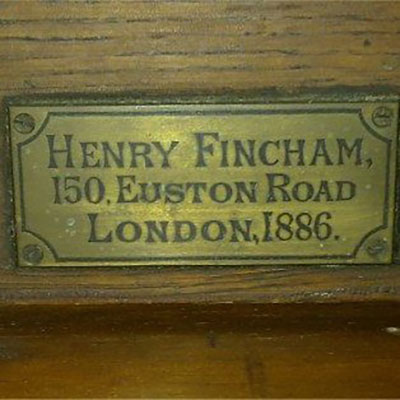 HENRY FINCHAM,
150, EUSTON ROAD
LONDON, 1886.